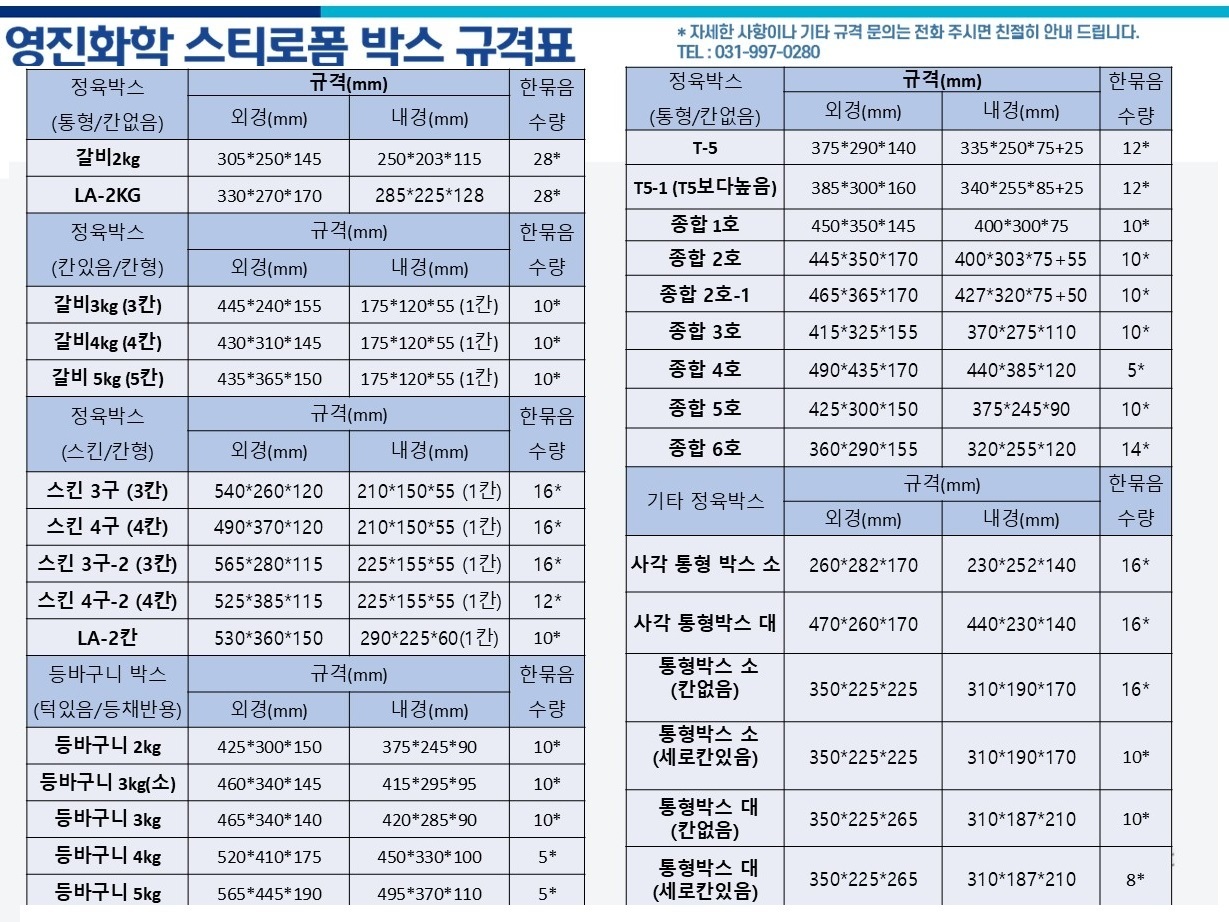 영진화학 스티로폼 박스 규격표
* 자세한 사항이나 기타 규격 문의는 전화 주시면 친절히 안내 드립니다.
TEL : 031-997-0280
정육박스 규격(mm) 한묶음
(통형/칸없음) 외경(mm) 내경(mm) 수량
갈비2kg 305*250*145 250*203*115 28*
LA-2KG 330*270*170 285*225*128 28*
정육박스 규격(mm) 한묶음
(칸있음/칸형) 외경(mm) 내경(mm) 수량
갈비3kg (3칸) 445*240*155 175*120*55 (1칸) 10*
갈비4kg (4칸) 430*310*145 175*120*55 (1칸) 10*
갈비 5kg (5칸) 435*365*150 175*120*55 (1칸) 10*
정육박스 규격(mm) 한묶음
(스킨/칸형) 외경(mm) 내경(mm) 수량
스킨 3구 (3칸) 540*260*120 210*150*55 (1칸) 16*
스킨 4구 (4칸) 490*370*120 210*150*55 (1칸) 16*
스킨 3구-2 (3칸) 565*280*115 225*155*55 (1칸) 16*
스킨 4구-2 (4칸) 525*385*115 225*155*55 (1칸) 12*
LA-2칸 530*360*150 290*225*60(1칸) 10*
등바구니 박스 규격(mm) 한묶음
(턱있음/등채반용) 외경(mm) 내경(mm) 수량
등바구니 2kg 425*300*150 375*245*90 10*
등바구니 3kg(소) 460*340*145 415*295*95 10*
등바구니 3kg 465*340*140 420*285*90 10*
등바구니 4kg 520*410*175 450*330*100 5*
등바구니 5kg 565*445*190 495*370*110 5*
정육박스 규격(mm) 한묶음
(통형/칸없음) 외경(mm) 내경(mm) 수량
T-5 375*290*140 335*250*75+25 12*
T5-1 (T5보다높음) 385*300*160 340*255*85+25 12*
종합 1호 450*350*145 400*300*75 10*
종합 2호 445*350*170 400*303*75+55 10*
종합 2호-1 465*365*170 427*320*75+50 10*
종합 3호 415*325*155 370*275*110 10*
종합 4호 490*435*170 440*385*120 5*
종합 5호 425*300*150 375*245*90 10*
종합 6호 360*290*155 320*255*120 14*
기타 정육박스 규격(mm) 한묶음
외경(mm) 내경(mm) 수량
사각 통형 박스 소 260*282*170 230*252*140 16*
사각 통형박스 대 470*260*170 440*230*140 16*
통형박스 소
(칸없음) 350*225*225 310*190*170 16*
통형박스 소
(세로칸있음) 350*225*225 310*190*170 10*
통형박스 대
(칸없음) 350*225*265 310*187*210 10*
통형박스 대
(세로칸있음) 350*225*265 310*187*210 8*